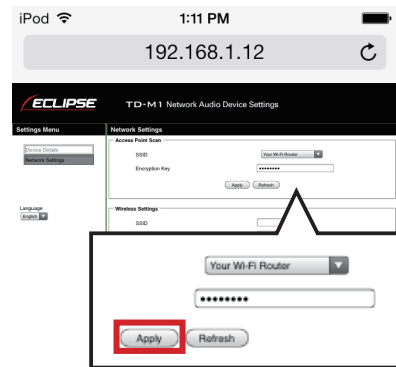 iPod 1:11 PM
192.168.1.12
ECLIPSE TD-M1 Network Audio Device Settings
Settings Menu Network Settings
Access Point Scan
Device Details
SSID Your Wi-Fi Router
Network Settings
Encryption Key ••••••••
Apply Refresh
Language
Wireless Settings
English
SSID
Your Wi-Fi Router
••••••••
Apply Refresh